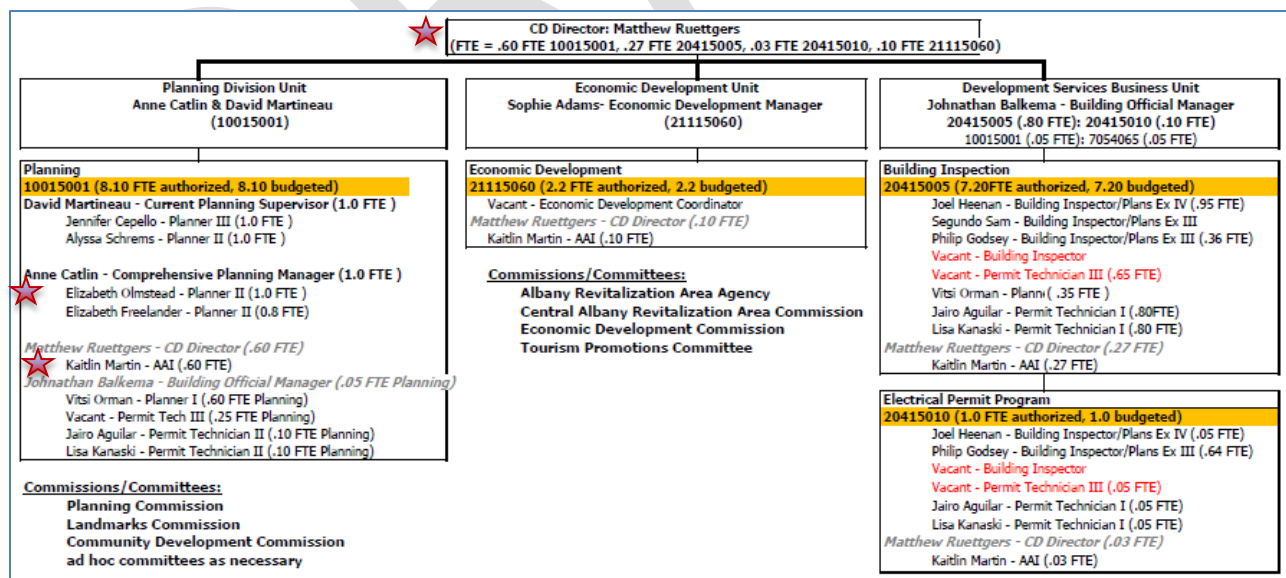 CD Director: Matthew Ruettgers
(FTE = .60 FTE 10015001, .27 FTE 20415005, .03 FTE 20415010, .10 FTE 21115060)
Planning Division Unit
Anne Catlin & David Martineau
(10015001)
Economic Development Unit
Sophie Adams- Economic Development Manager
(21115060)
Development Services Business Unit
Johnathan Balkema - Building Official Manager
20415005 (.80 FTE): 20415010 (.10 FTE)
10015001 (.05 FTE): 7054065 (.05 FTE)
Planning
10015001 (8.10 FTE authorized, 8.10 budgeted)
David Martineau - Current Planning Supervisor (1.0 FTE )
Jennifer Cepello - Planner III (1.0 FTE )
Alyssa Schrems - Planner II (1.0 FTE )
Anne Catlin - Comprehensive Planning Manager (1.0 FTE )
Elizabeth Olmstead - Planner II (1.0 FTE )
Elizabeth Freelander - Planner II (0.8 FTE )
Matthew Ruettgers - CD Director (.60 FTE)
Kaitlin Martin - AAI (.60 FTE)
Johnathan Balkema - Building Official Manager (.05 FTE Planning)
Vitsi Orman - Planner I (.60 FTE Planning)
Vacant - Permit Tech III (.25 FTE Planning)
Jairo Aguilar - Permit Technician II (.10 FTE Planning)
Lisa Kanaski - Permit Technician II (.10 FTE Planning)
Commissions/Committees:
Planning Commission
Landmarks Commission
Community Development Commission
ad hoc committees as necessary
Economic Development
21115060 (2.2 FTE authorized, 2.2 budgeted)
Vacant - Economic Development Coordinator
Matthew Ruettgers - CD Director (.10 FTE)
Kaitlin Martin - AAI (.10 FTE)
Commissions/Committees:
Albany Revitalization Area Agency
Central Albany Revitalization Area Commission
Economic Development Commission
Tourism Promotions Committee
Building Inspection
20415005 (7.20FTE authorized, 7.20 budgeted)
Joel Heenan - Building Inspector/Plans Ex IV (.95 FTE)
Segundo Sam - Building Inspector/Plans Ex III
Philip Godsey - Building Inspector/Plans Ex III (.36 FTE)
Vacant - Building Inspector
Vacant - Permit Technician III (.65 FTE)
Vitsi Orman - Plann( .35 FTE )
Jairo Aguilar - Permit Technician I (.80FTE)
Lisa Kanaski - Permit Technician I (.80 FTE)
Matthew Ruettgers - CD Director (.27 FTE)
Kaitlin Martin - AAI (.27 FTE)
Electrical Permit Program
20415010 (1.0 FTE authorized, 1.0 budgeted)
Joel Heenan - Building Inspector/Plans Ex IV (.05 FTE)
Philip Godsey - Building Inspector/Plans Ex III (.64 FTE)
Vacant - Building Inspector
Vacant - Permit Technician III (.05 FTE)
Jairo Aguilar - Permit Technician I (.05 FTE)
Lisa Kanaski - Permit Technician I (.05 FTE)
Matthew Ruettgers - CD Director (.03 FTE)
Kaitlin Martin - AAI (.03 FTE)